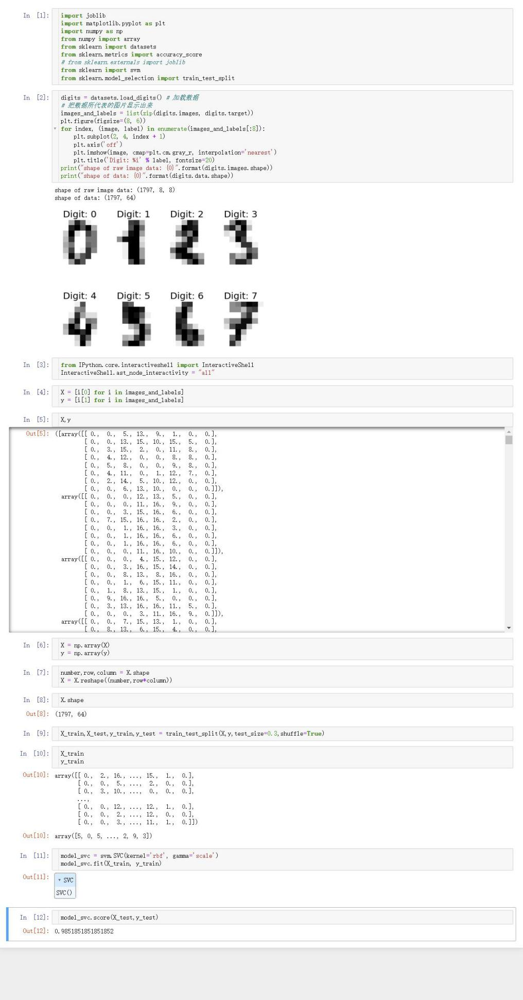 In [1]:
import joblib
import matplotlib.pyplot as plt
import numpy as np
from numpy import array
from sklearn import datasets
from sklearn.metrics import accuracy_score
# from sklearn.externals import joblib
from sklearn import svm
from sklearn.model_selection import train_test_split
In [2]:
digits = datasets.load_digits() # 加载数据
# 把数据所代表的图片显示出来
images_and_labels = list(zip(digits.images, digits.target))
plt.figure(figsize=(8, 6))
for index, (image, label) in enumerate(images_and_labels[:8]):
    plt.subplot(2, 4, index + 1)
    plt.axis('off')
    plt.imshow(image, cmap=plt.cm.gray_r, interpolation='nearest')
    plt.title('Digit: %i' % label, fontsize=20)
print("shape of raw image data: {0}".format(digits.images.shape))
print("shape of data: {0}".format(digits.data.shape))
shape of raw image data: (1797, 8, 8)
shape of data: (1797, 64)
Digit: 0 Digit: 1 Digit: 2 Digit: 3
Digit: 4 Digit: 5 Digit: 6 Digit: 7
In [3]:
from IPython.core.interactiveshell import InteractiveShell
InteractiveShell.ast_node_interactivity = "all"
In [4]:
X = [i[0] for i in images_and_labels]
y = [i[1] for i in images_and_labels]
In [5]:
X,y
Out[5]:
([array([[ 0.,  0.,  5., 13.,  9.,  1.,  0.,  0.],
[ 0.,  0., 13., 15., 10., 15.,  5.,  0.],
[ 0.,  3., 15.,  2.,  0., 11.,  8.,  0.],
[ 0.,  4., 12.,  0.,  0.,  8.,  8.,  0.],
[ 0.,  5.,  8.,  0.,  0.,  9.,  8.,  0.],
[ 0.,  4., 11.,  0.,  1., 12.,  7.,  0.],
[ 0.,  2., 14.,  5., 10., 12.,  0.,  0.],
[ 0.,  0.,  6., 13., 10.,  0.,  0.,  0.]]),
array([[ 0.,  0.,  0., 12., 13.,  5.,  0.,  0.],
[ 0.,  0.,  0., 11., 16.,  9.,  0.,  0.],
[ 0.,  0.,  3., 15., 16.,  6.,  0.,  0.],
[ 0.,  7., 15., 16., 16.,  2.,  0.,  0.],
[ 0.,  0.,  1., 16., 16.,  3.,  0.,  0.],
[ 0.,  0.,  1., 16., 16.,  6.,  0.,  0.],
[ 0.,  0.,  1., 16., 16.,  6.,  0.,  0.],
[ 0.,  0.,  0., 11., 16., 10.,  0.,  0.]]),
array([[ 0.,  0.,  0.,  4., 15., 12.,  0.,  0.],
[ 0.,  0.,  3., 16., 15., 14.,  0.,  0.],
[ 0.,  0.,  8., 13.,  8., 16.,  0.,  0.],
[ 0.,  0.,  1.,  6., 15., 11.,  0.,  0.],
[ 0.,  1.,  8., 13., 15.,  1.,  0.,  0.],
[ 0.,  9., 16., 16.,  5.,  0.,  0.,  0.],
[ 0.,  3., 13., 16., 16., 11.,  5.,  0.],
[ 0.,  0.,  0.,  3., 11., 16.,  9.,  0.]]),
array([[ 0.,  0.,  7., 15., 13.,  1.,  0.,  0.],
[ 0.,  8., 13.,  6., 15.,  4.,  0.,  0.],
In [6]:
X = np.array(X)
y = np.array(y)
In [7]:
number,row,column = X.shape
X = X.reshape((number,row*column))
In [8]:
X.shape
Out[8]:
(1797, 64)
In [9]:
X_train,X_test,y_train,y_test = train_test_split(X,y,test_size=0.3,shuffle=True)
In [10]:
X_train
y_train
Out[10]:
array([[ 0.,  2., 16., ..., 15.,  1.,  0.],
[ 0.,  0.,  5., ...,  2.,  0.,  0.],
[ 0.,  3., 10., ...,  0.,  0.,  0.],
...,
[ 0.,  0., 12., ..., 12.,  1.,  0.],
[ 0.,  0.,  2., ..., 12.,  0.,  0.],
[ 0.,  0.,  3., ..., 11.,  1.,  0.]])
Out[10]:
array([5, 0, 5, ..., 2, 9, 3])
In [11]:
model_svc = svm.SVC(kernel='rbf', gamma='scale')
model_svc.fit(X_train, y_train)
Out[11]:
SVC
SVC()
In [12]:
model_svc.score(X_test,y_test)
Out[12]:
0.9851851851851852